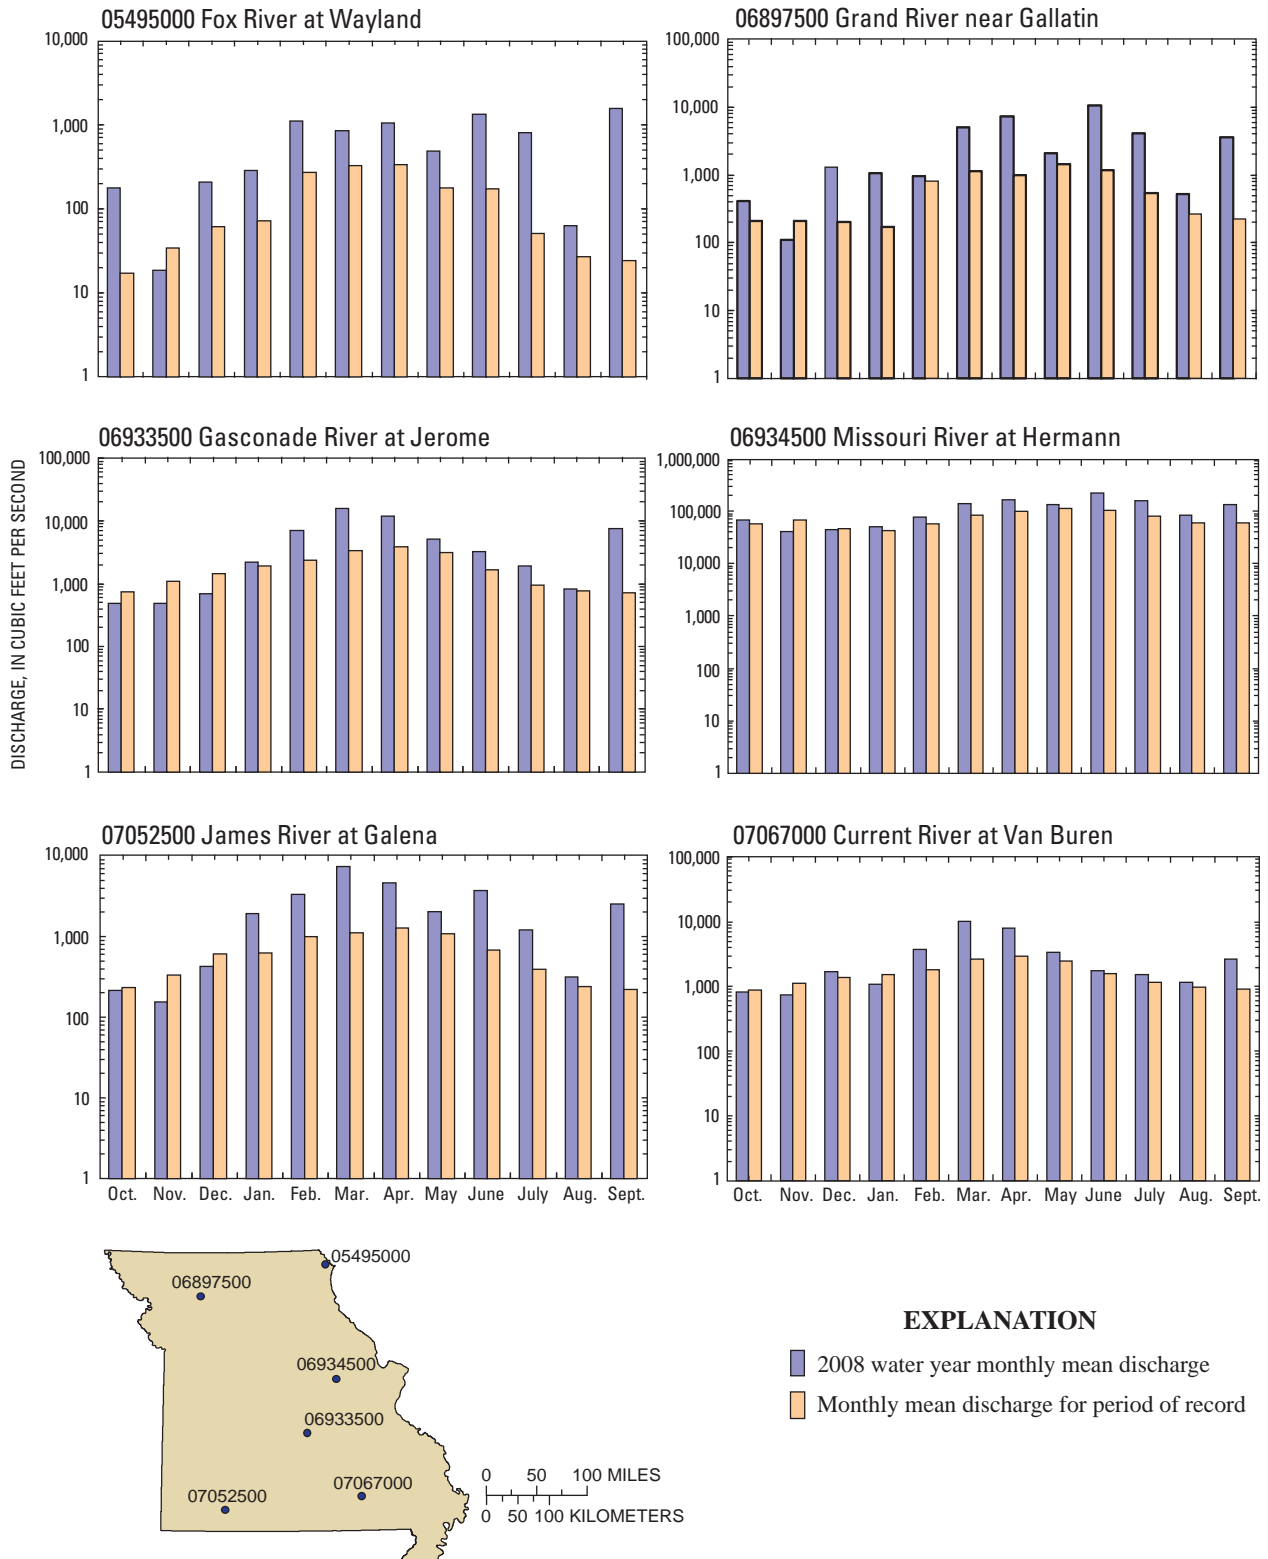 05495000 Fox River at Wayland
10,000
1,000
100
10
1
06897500 Grand River near Gallatin
100,000
10,000
1,000
100
10
1
DISCHARGE, IN CUBIC FEET PER SECOND
06933500 Gasconade River at Jerome
100,000
10,000
1,000
100
10
1
06934500 Missouri River at Hermann
1,000,000
100,000
10,000
1,000
100
10
1
07052500 James River at Galena
10,000
1,000
100
10
1
Oct. Nov. Dec. Jan. Feb. Mar. Apr. May June July Aug. Sept.
07067000 Current River at Van Buren
100,000
10,000
1,000
100
10
1
Oct. Nov. Dec. Jan. Feb. Mar. Apr. May June July Aug. Sept.
05495000
06897500
06934500
06933500
07067000
07052500
0 50 100 MILES
0 50 100 KILOMETERS
EXPLANATION
2008 water year monthly mean discharge
Monthly mean discharge for period of record